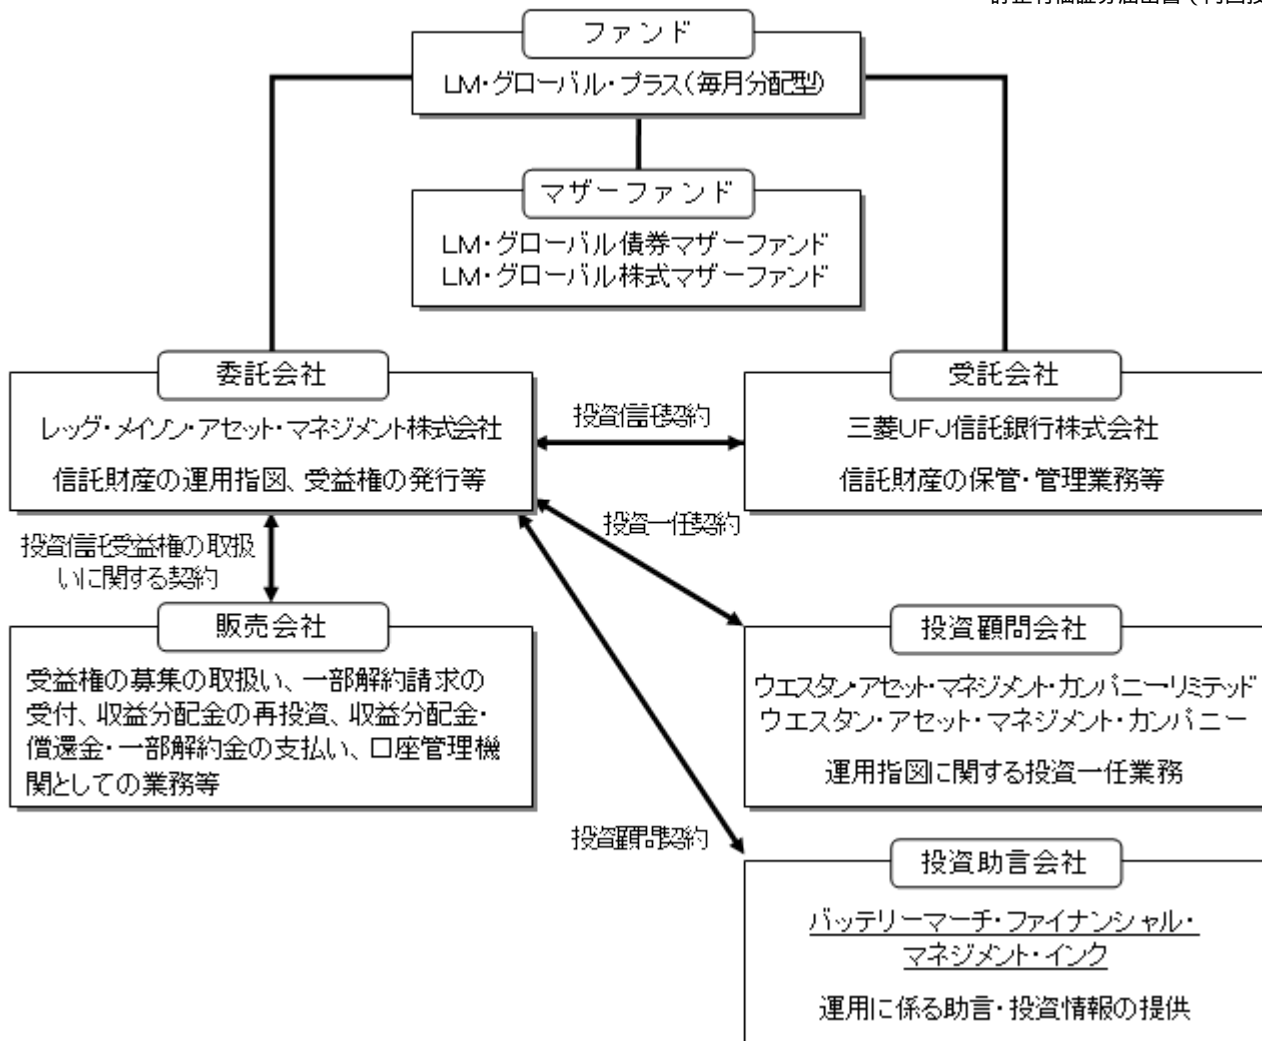 ファンド
LM・グローバル・プラス(毎月分配型)
マザーファンド
LM・グローバル債券マザーファンド
LM・グローバル株式マザーファンド
委託会社
レッグ・メイソン・アセット・マネジメント株式会社
信託財産の運用指図、受益権の発行等
投資信託契約
受託会社
三菱UFJ信託銀行株式会社
信託財産の保管・管理業務等
投資信託受益権の取扱
いに関する契約
投資一任契約
販売会社
受益権の募集の取扱い、一部解約請求の
受付、収益分配金の再投資、収益分配金・
償還金・一部解約金の支払い、口座管理機
関としての業務等
投資顧問会社
ウエスタン・アセット・マネジメント・カンパニー・リミテッド
ウエスタン・アセット・マネジメント・カンパニー
運用指図に関する投資一任業務
投資顧問契約
投資助言会社
バッテリーマーチ・ファイナンシャル・
マネジメント・インク
運用に係る助言・投資情報の提供